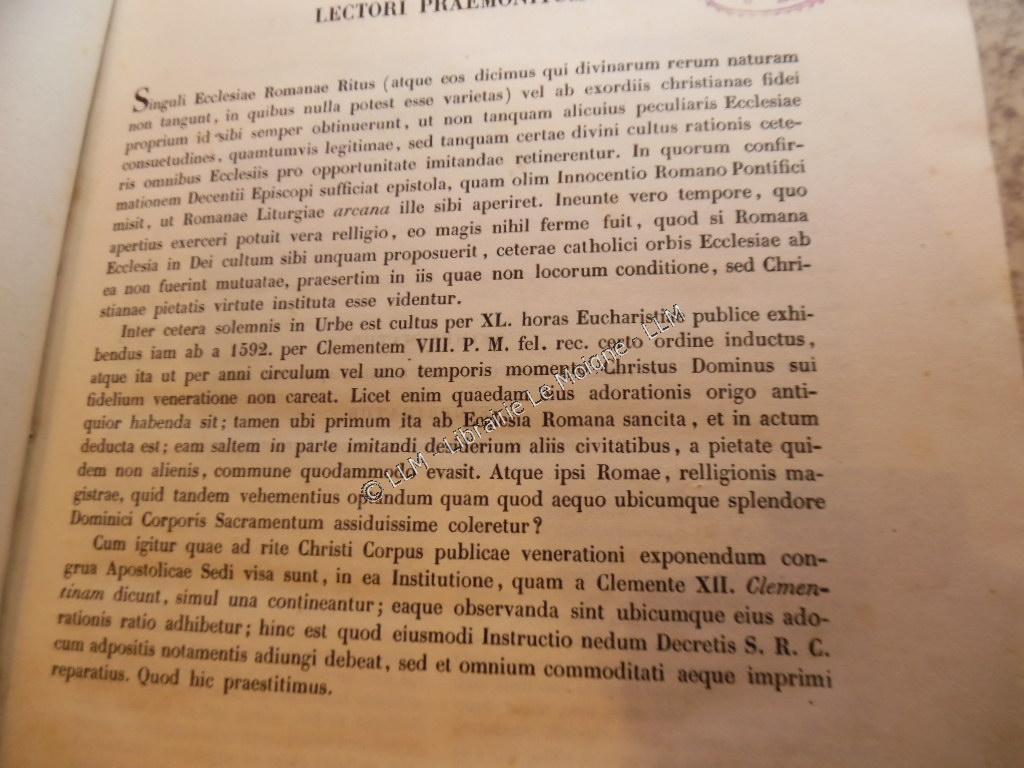 LECTORI
Singuli Ecclesiae Romanae Ritus (atque eos dicimus qui divinarum rerum naturam
non tangunt, in quibus nulla potest esse varietas) vel ab exordiis christianae fidei
proprium id sibi semper obtinuerunt, ut non tanquam alicuius peculiaris Ecclesiae
consuetudines, quamtumvis legitimae, sed tanquam certae divini cultus rationis cete-
ris omnibus Ecclesiis pro opportunitate imitandae retinerentur. In quorum confir-
mationem Decentii Episcopi sufficiat epistola, quam olim Innocentio Romano Pontifici
misit, ut Romanae Liturgiae arcana ille sibi aperiret. Ineunte vero tempore, quo
apertius exerceri potuit vera relligio, eo magis nihil ferme fuit, quod si Romana
Ecclesia in Dei cultum sibi unquam proposuerit, ceterae catholici orbis Ecclesiae ab
ea non fuerint mutuatae, praesertim in iis quae non locorum conditione, sed Chri-
stianae pietatis virtute instituta esse videntur.
Inter cetera solemnis in Urbe est cultus per XL. horas Eucharistiae publice exhi-
bendus iam ab a 1592. per Clementem VIII. P. M. fel. rec. certo ordine inductus,
atque ita ut per anni circulum vel uno temporis momento Christus Dominus sui
fidelium veneratione non careat. Licet enim quaedam eius adorationis origo anti-
quior habenda sit; tamen ubi primum ita ab Ecclesia Romana sancita, et in actum
deducta est; eam saltem in parte imitandi desiderium aliis civitatibus, a pietate qui-
dem non alienis, commune quodammodo evasit. Atque ipsi Romae, relligionis ma-
gistrae, quid tandem vehementius optandum quam quod aequo ubicumque splendore
Dominici Corporis Sacramentum assiduissime coleretur?
Cum igitur quae ad rite Christi Corpus publicae venerationi exponendum con-
grua Apostolicae Sedi visa sunt, in ea Institutione, quam a Clemente XII. Clemen-
tinam dicunt, simul una contineantur; eaque observanda sint ubicumque eius ado-
rationis ratio adhibetur; hinc est quod eiusmodi Instructio nedum Decretis S. R. C.
cum adpositis notamentis adiungi debeat, sed et omnium commoditati aeque imprimi
reparatius. Quod hic praestitimus.
© LLM - Librairie Le Moigne - LLM